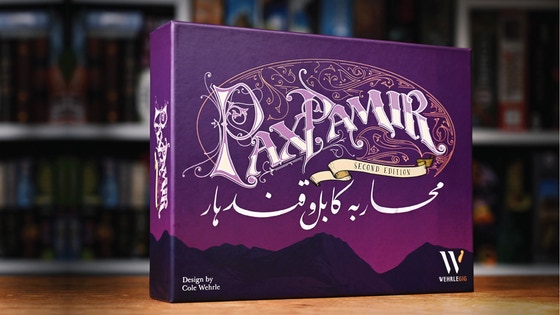 PAX PAMIR
SECOND EDITION
محاربه کابل و قندهار
Design by
Cole Wehrle
W
WEHRLEGIG
PAX PAMIR